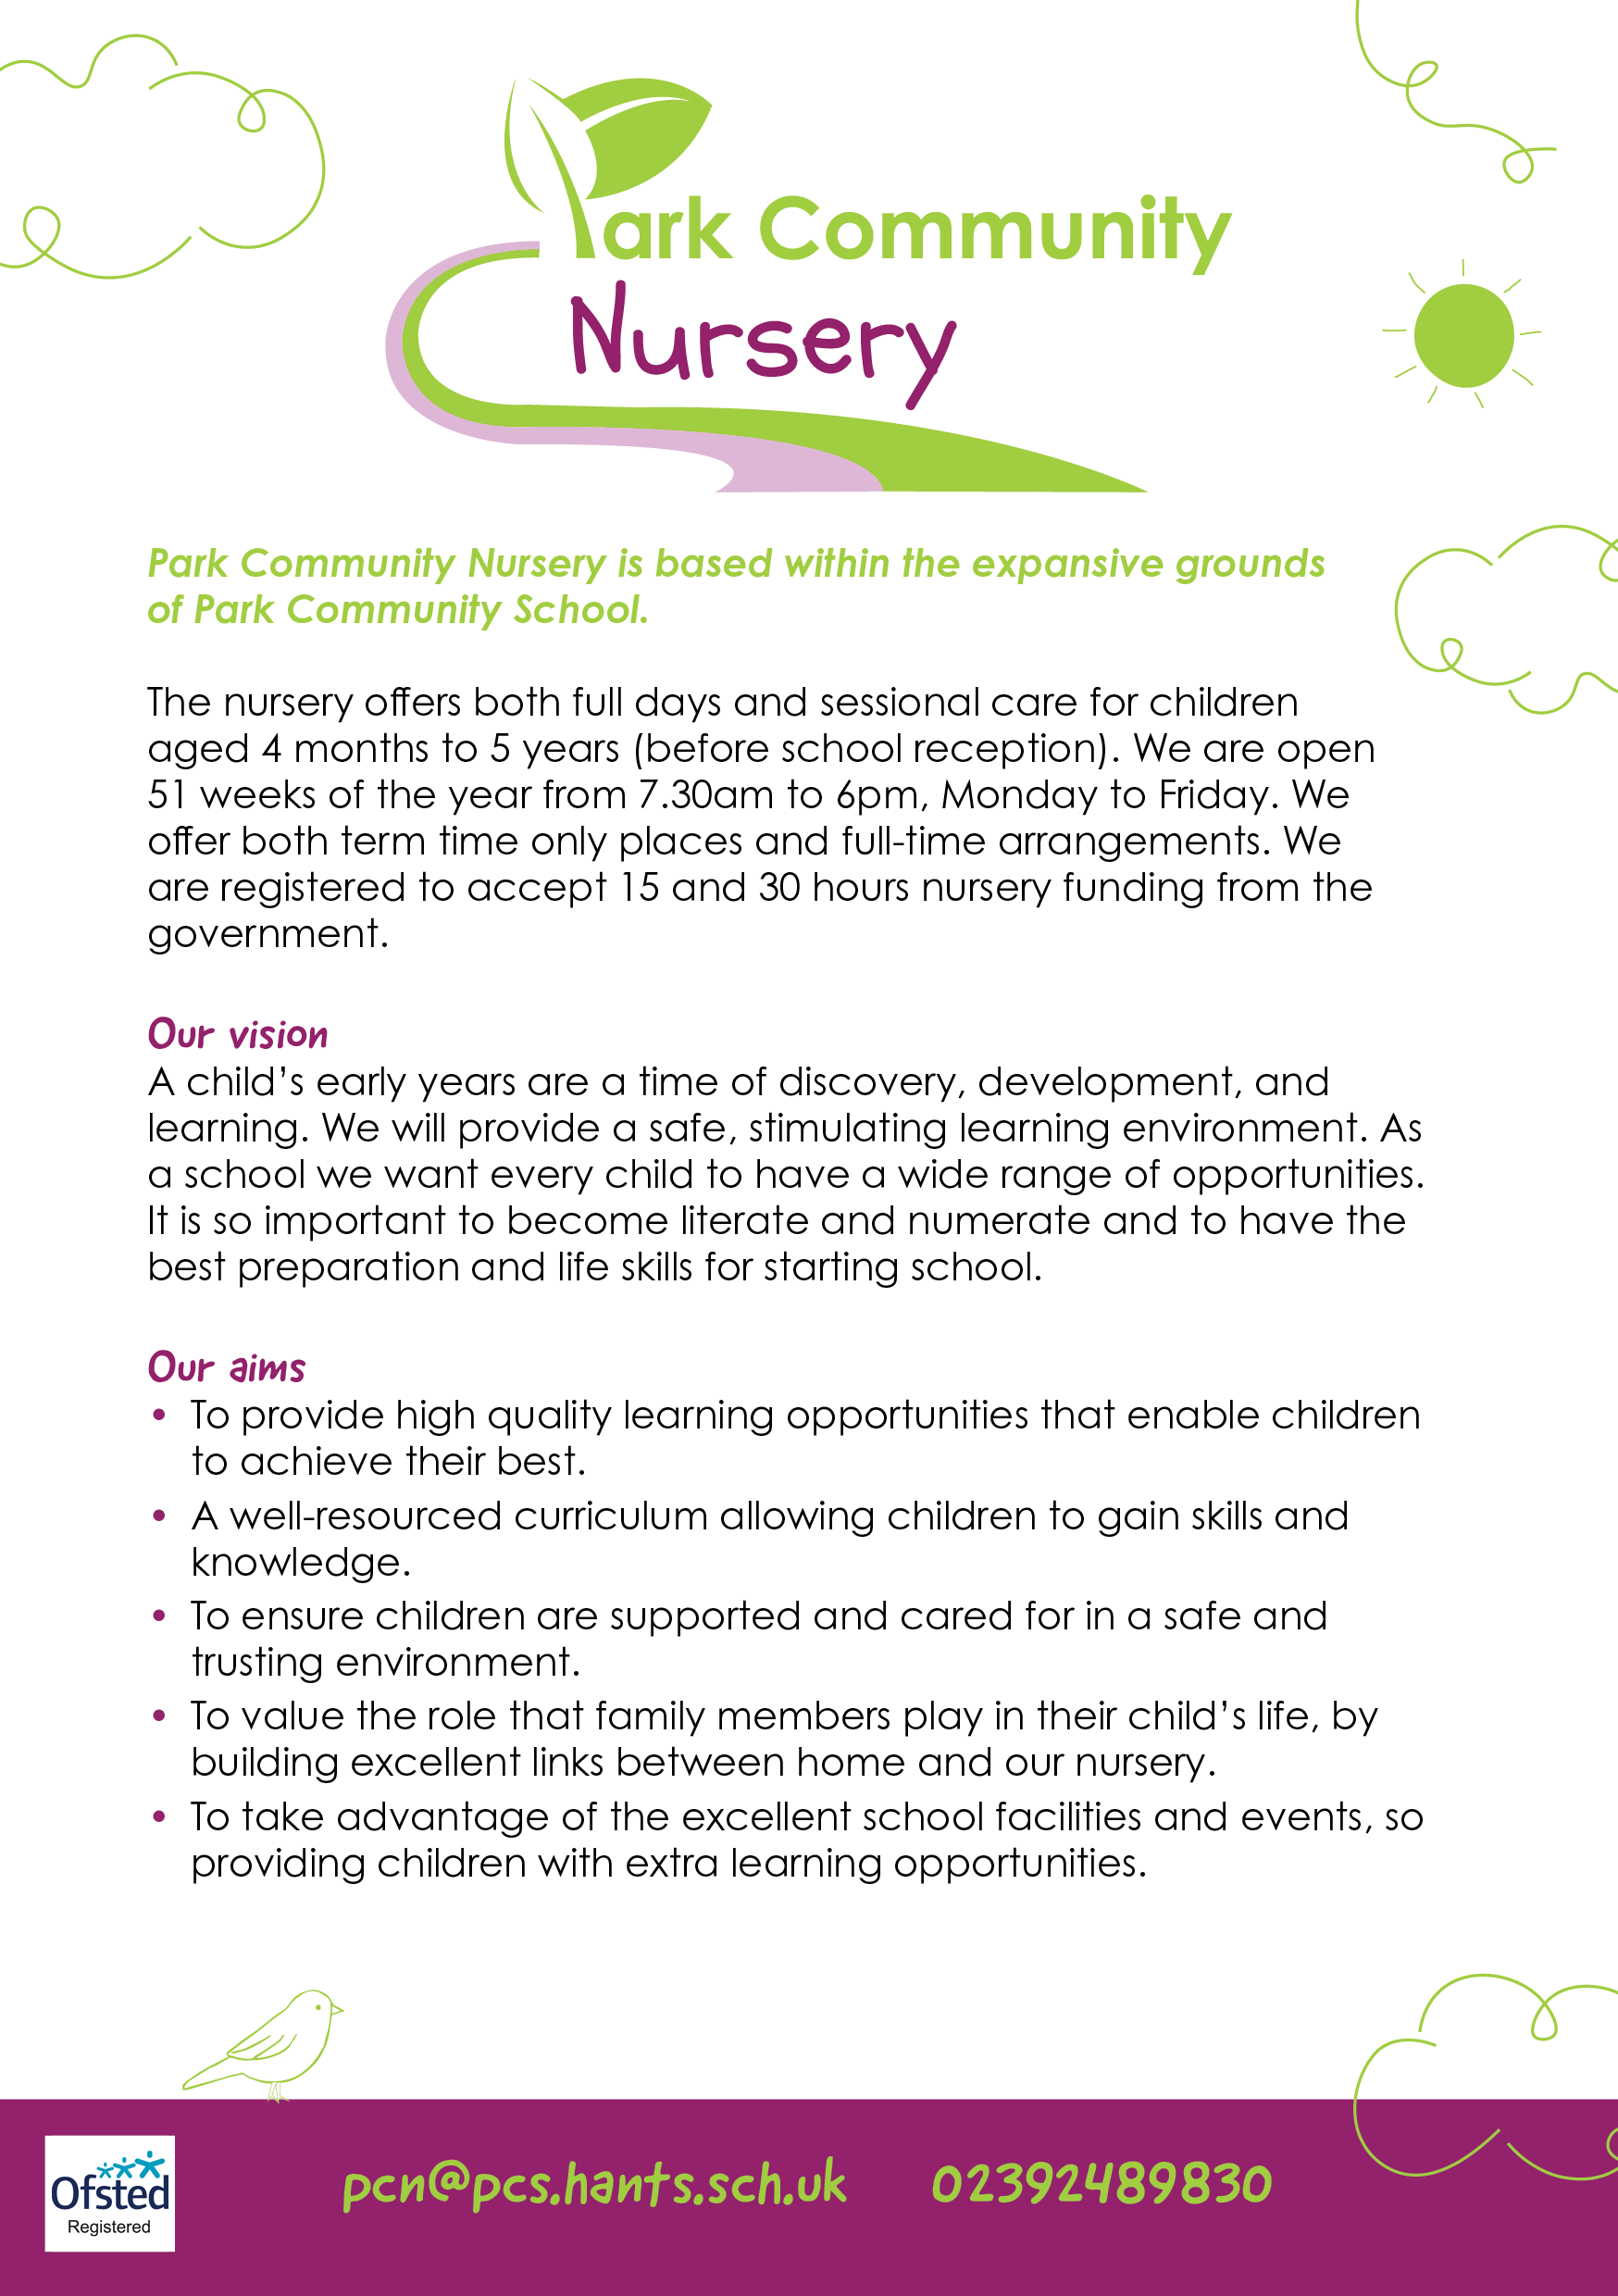 Park Community
Nursery
Park Community Nursery is based within the expansive grounds
of Park Community School.
The nursery offers both full days and sessional care for children
aged 4 months to 5 years (before school reception). We are open
51 weeks of the year from 7.30am to 6pm, Monday to Friday. We
offer both term time only places and full-time arrangements. We
are registered to accept 15 and 30 hours nursery funding from the
government.
Our vision
A child’s early years are a time of discovery, development, and
learning. We will provide a safe, stimulating learning environment. As
a school we want every child to have a wide range of opportunities.
It is so important to become literate and numerate and to have the
best preparation and life skills for starting school.
Our aims
• To provide high quality learning opportunities that enable children
to achieve their best.
• A well-resourced curriculum allowing children to gain skills and
knowledge.
• To ensure children are supported and cared for in a safe and
trusting environment.
• To value the role that family members play in their child’s life, by
building excellent links between home and our nursery.
• To take advantage of the excellent school facilities and events, so
providing children with extra learning opportunities.
Ofsted
Registered
pcn@pcs.hants.sch.uk 02392489830